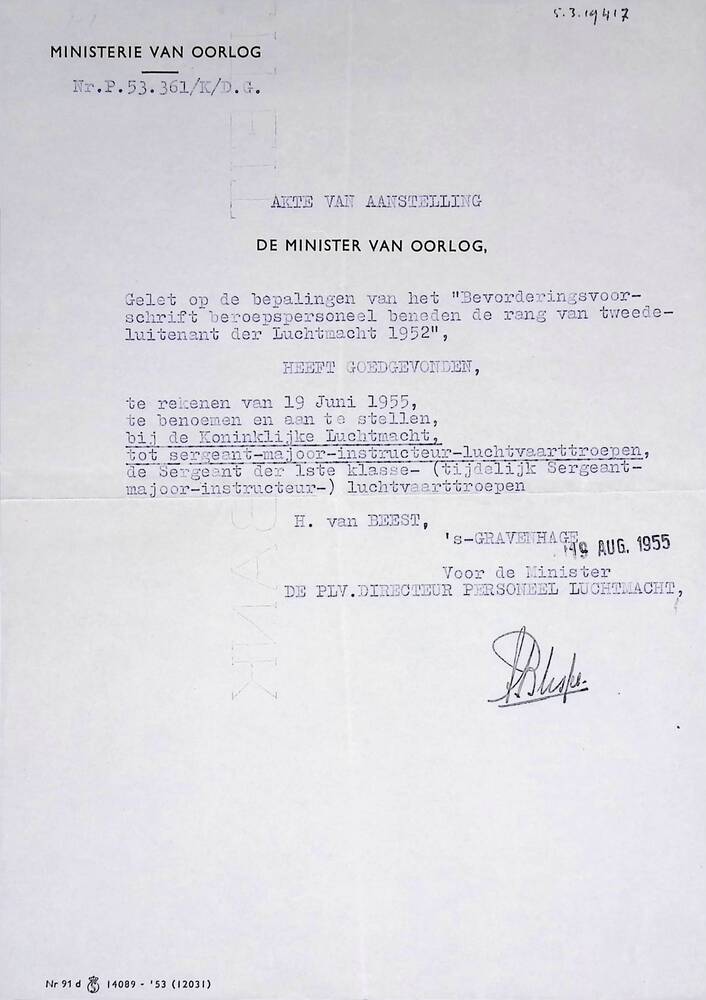 5.3.19417
MINISTERIE VAN OORLOG
Nr.P.53.361/K/D.G.
AKTE VAN AANSTELLING
DE MINISTER VAN OORLOG,
Gelet op de bepalingen van het "Bevorderingsvoor-
schrift beroepspersoneel beneden de rang van tweede-
luitenant der Luchtmacht 1952",
HEEFT GOEDGEVONDEN,
te rekenen van 19 Juni 1955,
te benoemen en aan te stellen,
bij de Koninklijke Luchtmacht,
tot sergeant-majoor-instructeur-luchtvaarttroepen,
de Sergeant der 1ste klasse- (tijdelijk Sergeant-
majoor-instructeur-) luchtvaarttroepen
H. van BEEST,
's-GRAVENHAGE, 19 AUG. 1955
Voor de Minister
DE PLV.DIRECTEUR PERSONEEL LUCHTMACHT,
BANK
Nr 91 d 14089 - '53 (12031)